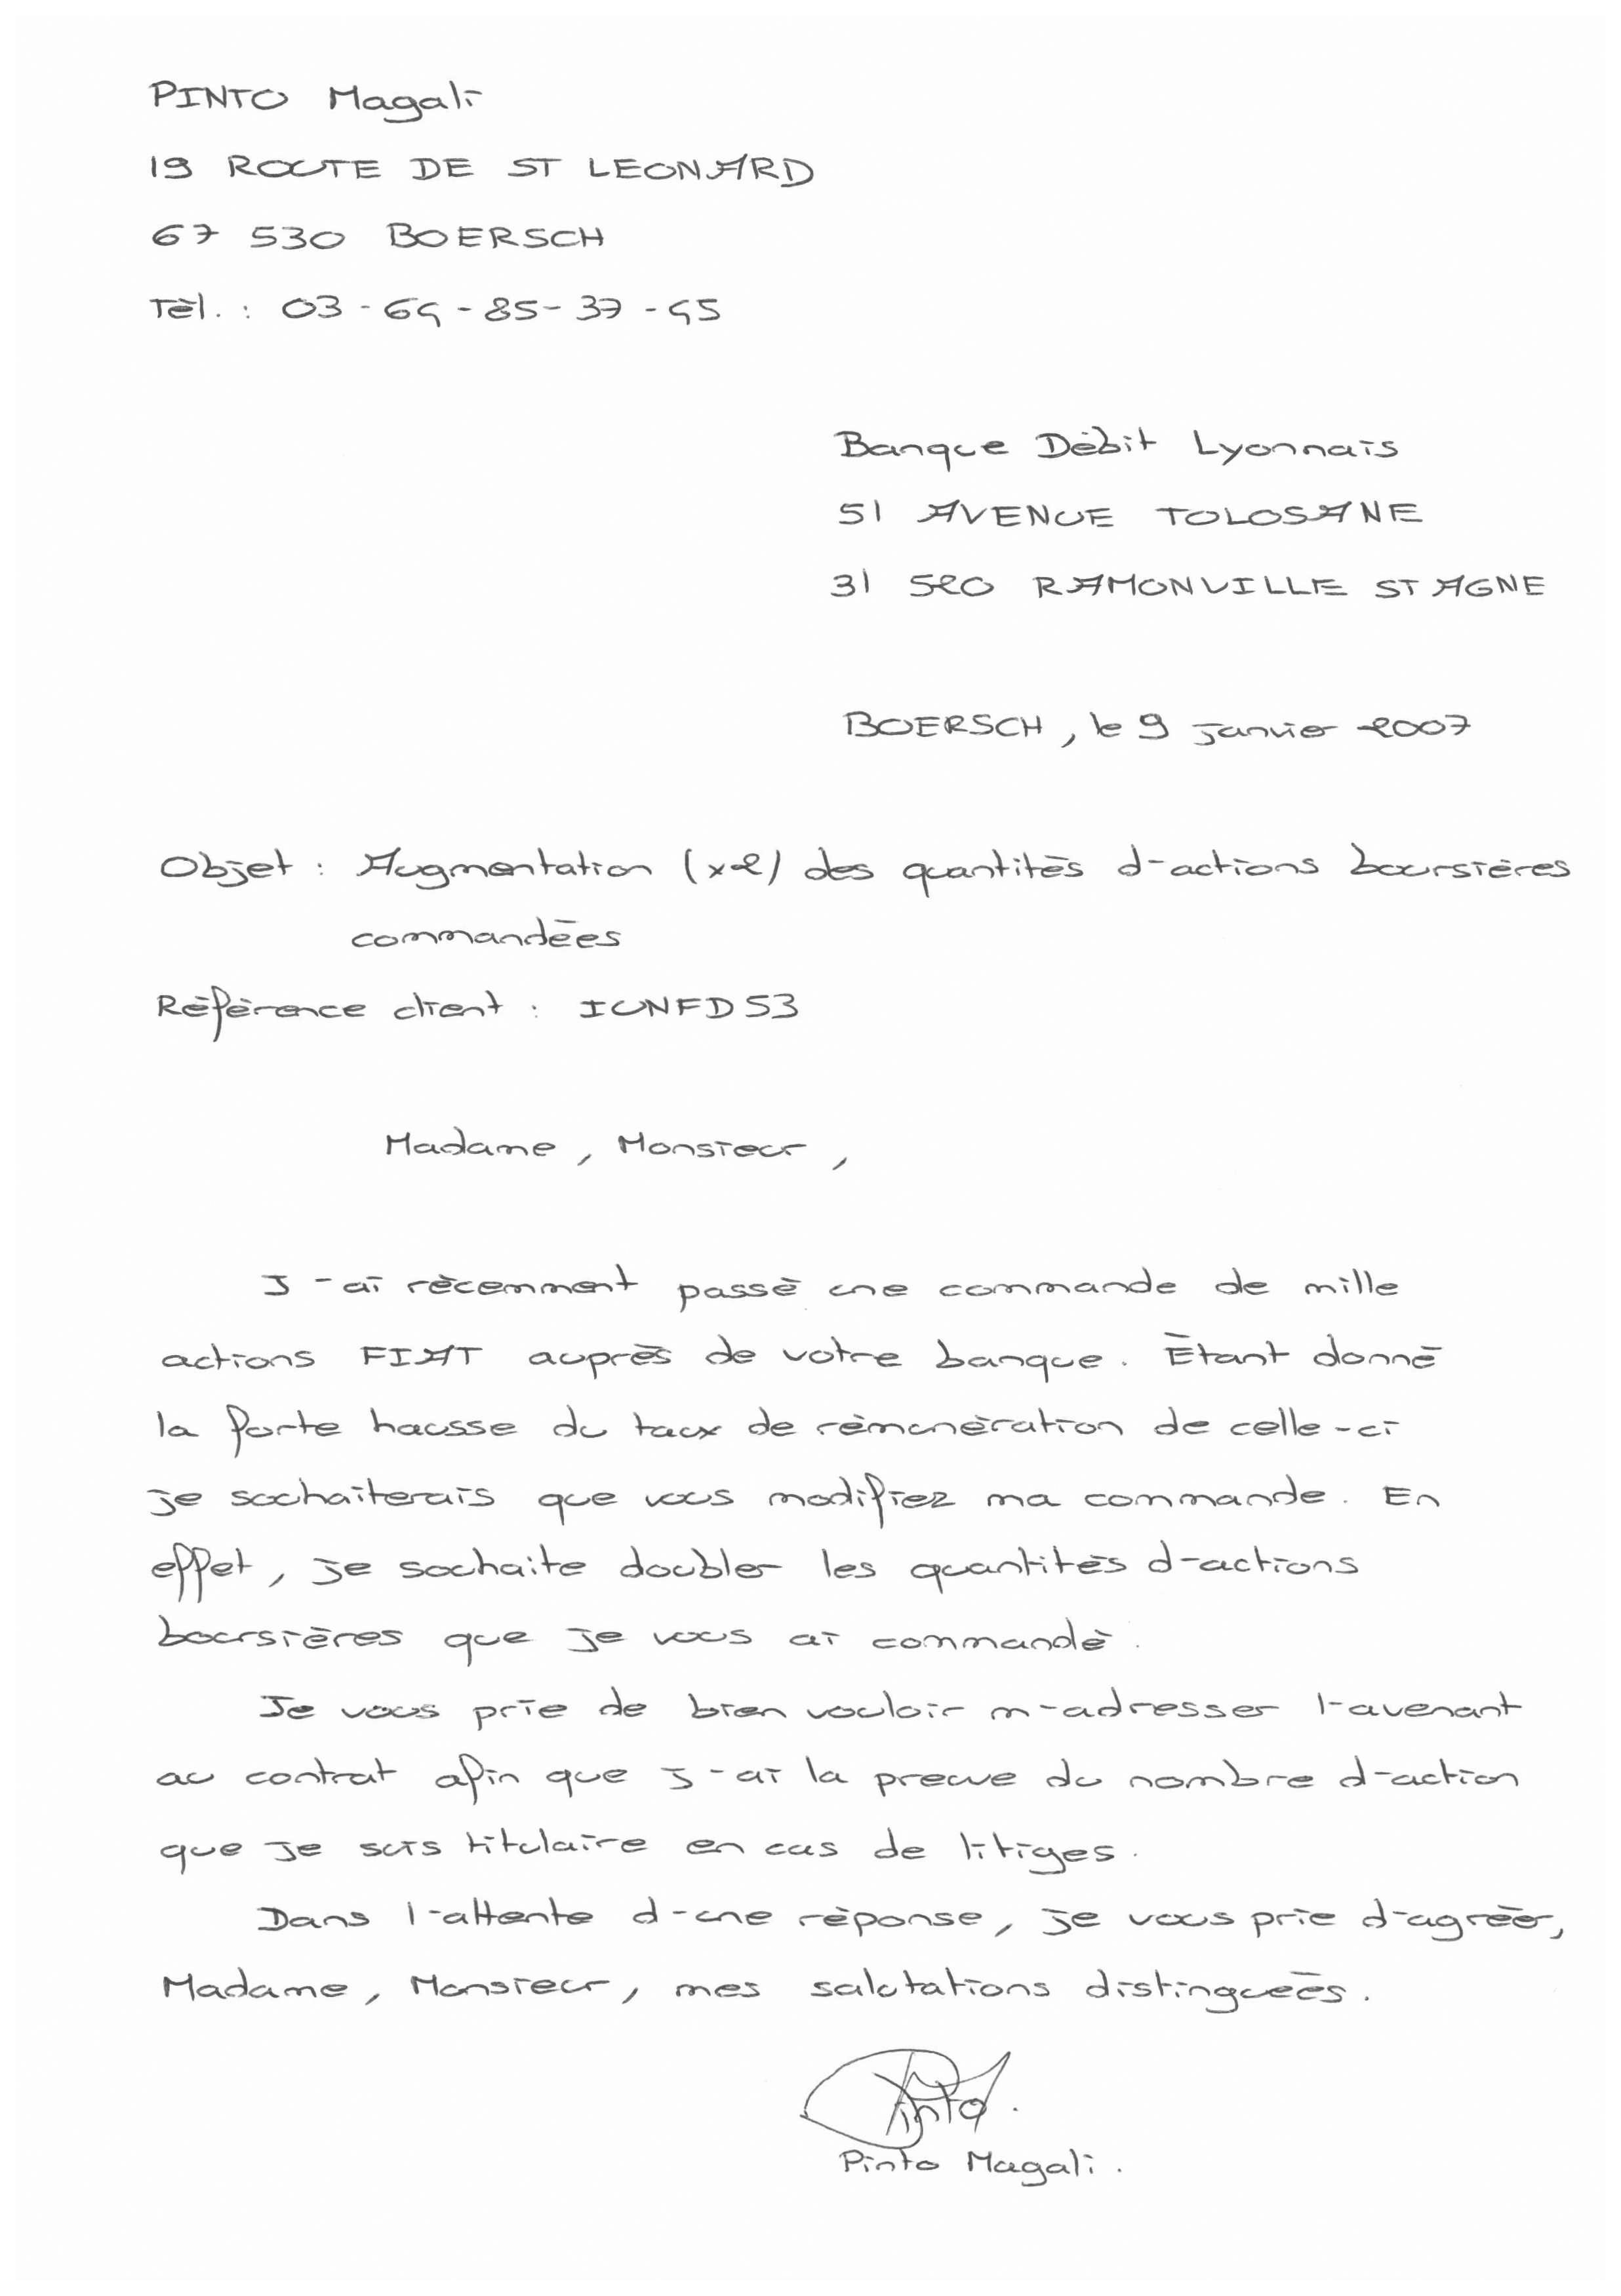 PINTO Magali
19 ROUTE DE ST LEONARD
67 530 BOERSCH
Tél. : 03-64-85-37-45
Banque Débit Lyonnais
51 AVENUE TOLOSANE
31 520 RAMONVILLE ST AGNE
BOERSCH, le 9 janvier 2007
Objet : Augmentation (x2) des quantités d'actions boursières
commandées
Référence client : IUNFD53
Madame, Monsieur,
J'ai récemment passé une commande de mille
actions FIAT auprès de votre banque. Étant donné
la forte hausse du taux de rémunération de celle-ci
je souhaiterais que vous modifiez ma commande. En
effet, je souhaite doubler les quantités d'actions
boursières que je vous ai commandé.
Je vous prie de bien vouloir m'adresser l'avenant
au contrat afin que j'ai la preuve du nombre d'action
que je suis titulaire en cas de litiges.
Dans l'attente d'une réponse, je vous prie d'agréer,
Madame, Monsieur, mes salutations distinguées.
Pinto.
Pinto Magali.